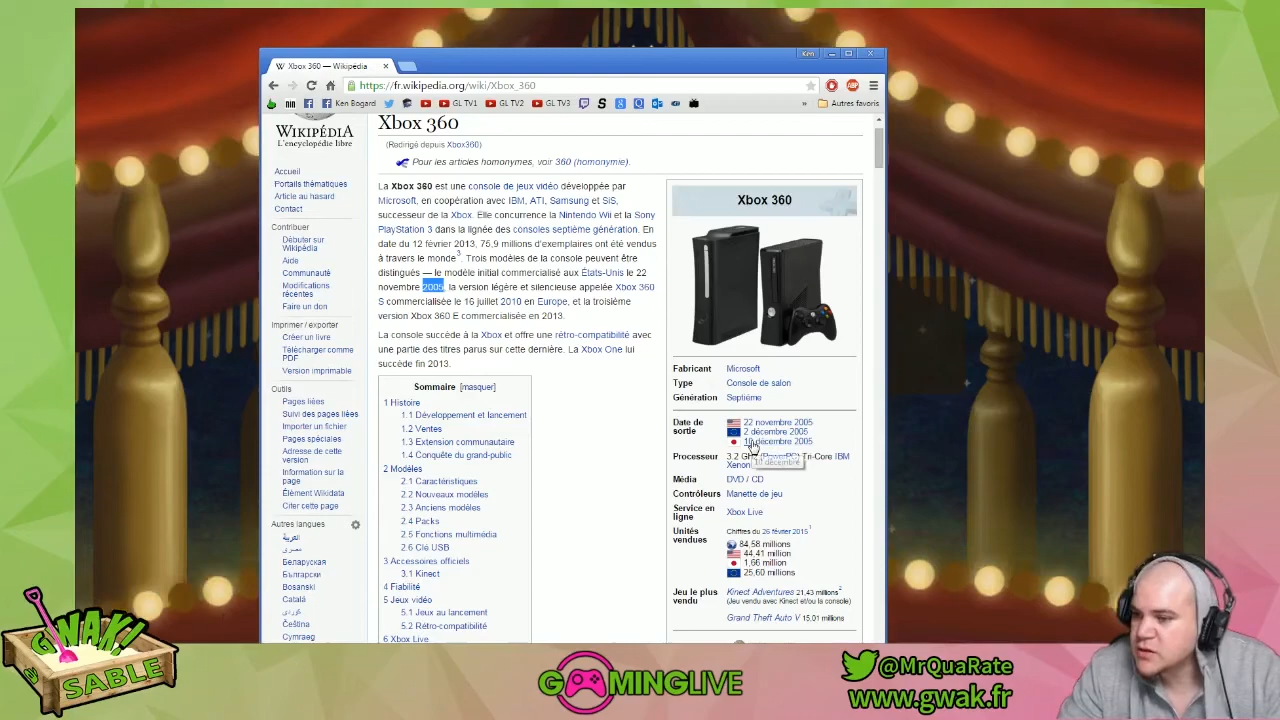 Ken
Xbox 360 — Wikipédia
https://fr.wikipedia.org/wiki/Xbox_360
Ken Bogard
GL TV1
GL TV2
GL TV3
Autres favoris
WIKIPÉDIA
L'encyclopédie libre
Accueil
Portails thématiques
Article au hasard
Contact
Contribuer
Débuter sur
Wikipédia
Aide
Communauté
Modifications
récentes
Faire un don
Imprimer / exporter
Créer un livre
Télécharger comme
PDF
Version imprimable
Outils
Pages liées
Suivi des pages liées
Importer un fichier
Pages spéciales
Adresse de cette
version
Information sur la
page
Élément Wikidata
Citer cette page
Autres langues
العربية
مصرى
Беларуская
Български
Bosanski
Català
کوردی
Čeština
Cymraeg
Xbox 360
(Redirigé depuis Xbox360)
Pour les articles homonymes, voir 360 (homonymie).
La Xbox 360 est une console de jeux vidéo développée par
Microsoft, en coopération avec IBM, ATI, Samsung et SiS,
successeur de la Xbox. Elle concurrence la Nintendo Wii et la Sony
PlayStation 3 dans la lignée des consoles septième génération. En
date du 12 février 2013, 75,9 millions d'exemplaires ont été vendus
à travers le monde3. Trois modèles de la console peuvent être
distingués — le modèle initial commercialisé aux États-Unis le 22
novembre 2005, la version légère et silencieuse appelée Xbox 360
S commercialisée le 16 juillet 2010 en Europe, et la troisième
version Xbox 360 E commercialisée en 2013.
La console succède à la Xbox et offre une rétro-compatibilité avec
une partie des titres parus sur cette dernière. La Xbox One lui
succède fin 2013.
Sommaire [masquer]
1 Histoire
1.1 Développement et lancement
1.2 Ventes
1.3 Extension communautaire
1.4 Conquête du grand-public
2 Modèles
2.1 Caractéristiques
2.2 Nouveaux modèles
2.3 Anciens modèles
2.4 Packs
2.5 Fonctions multimédia
2.6 Clé USB
3 Accessoires officiels
3.1 Kinect
4 Fiabilité
5 Jeux vidéo
5.1 Jeux au lancement
5.2 Rétro-compatibilité
6 Xbox Live
Xbox 360
Fabricant Microsoft
Type Console de salon
Génération Septième
Date de
sortie
22 novembre 2005
2 décembre 2005
10 décembre 2005
10 décembre
Processeur 3.2 GHz (PowerPC) Tri-Core IBM
Xenon
Média DVD / CD
Contrôleurs Manette de jeu
Service en
ligne
Xbox Live
Unités
vendues
Chiffres du 26 février 20151
84,58 millions
44,41 million
1,66 million
25,60 millions
Jeu le plus
vendu
Kinect Adventures 21,43 millions2
(Jeu vendu avec Kinect et/ou la console)
Grand Theft Auto V 15,01 millions
GWAK!
SABLE
GAMINGLIVE
@MrQuaRate
www.gwak.fr